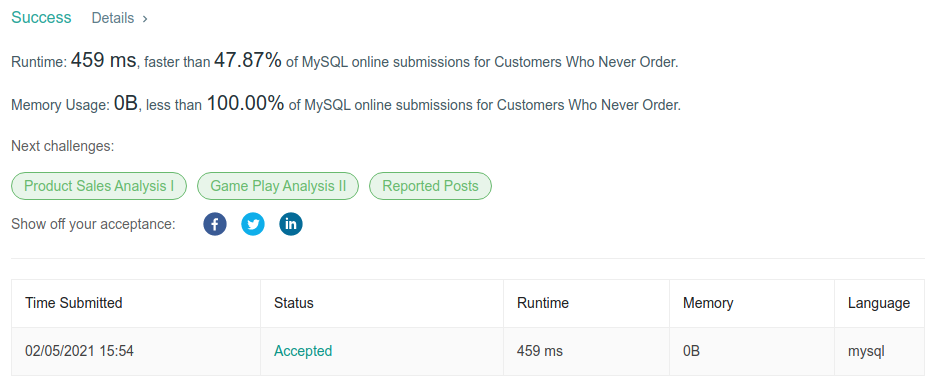 Success Details ›
Runtime: 459 ms, faster than 47.87% of MySQL online submissions for Customers Who Never Order.
Memory Usage: 0B, less than 100.00% of MySQL online submissions for Customers Who Never Order.
Next challenges:
Product Sales Analysis I Game Play Analysis II Reported Posts
Show off your acceptance: f in
Time Submitted Status Runtime Memory Language
02/05/2021 15:54 Accepted 459 ms 0B mysql